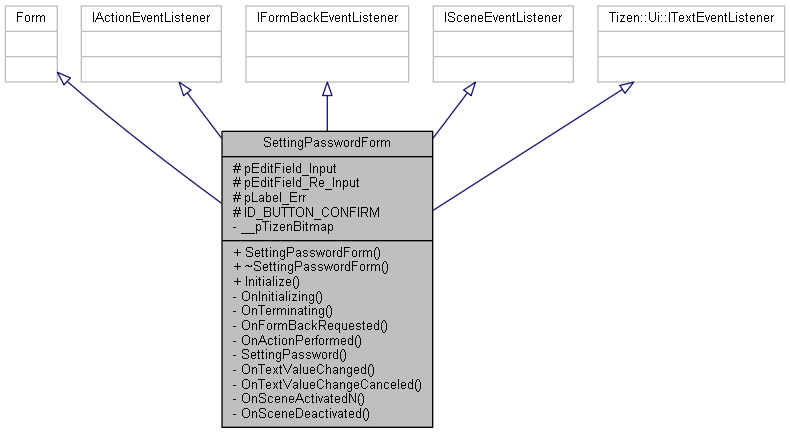 Form
IActionEventListener
IFormBackEventListener
ISceneEventListener
Tizen::Ui::ITextEventListener
SettingPasswordForm
# pEditField_Input
# pEditField_Re_Input
# pLabel_Err
# ID_BUTTON_CONFIRM
- __pTizenBitmap
+ SettingPasswordForm()
+ ~SettingPasswordForm()
+ Initialize()
- OnInitializing()
- OnTerminating()
- OnFormBackRequested()
- OnActionPerformed()
- SettingPassword()
- OnTextValueChanged()
- OnTextValueChangeCanceled()
- OnSceneActivatedN()
- OnSceneDeactivated()